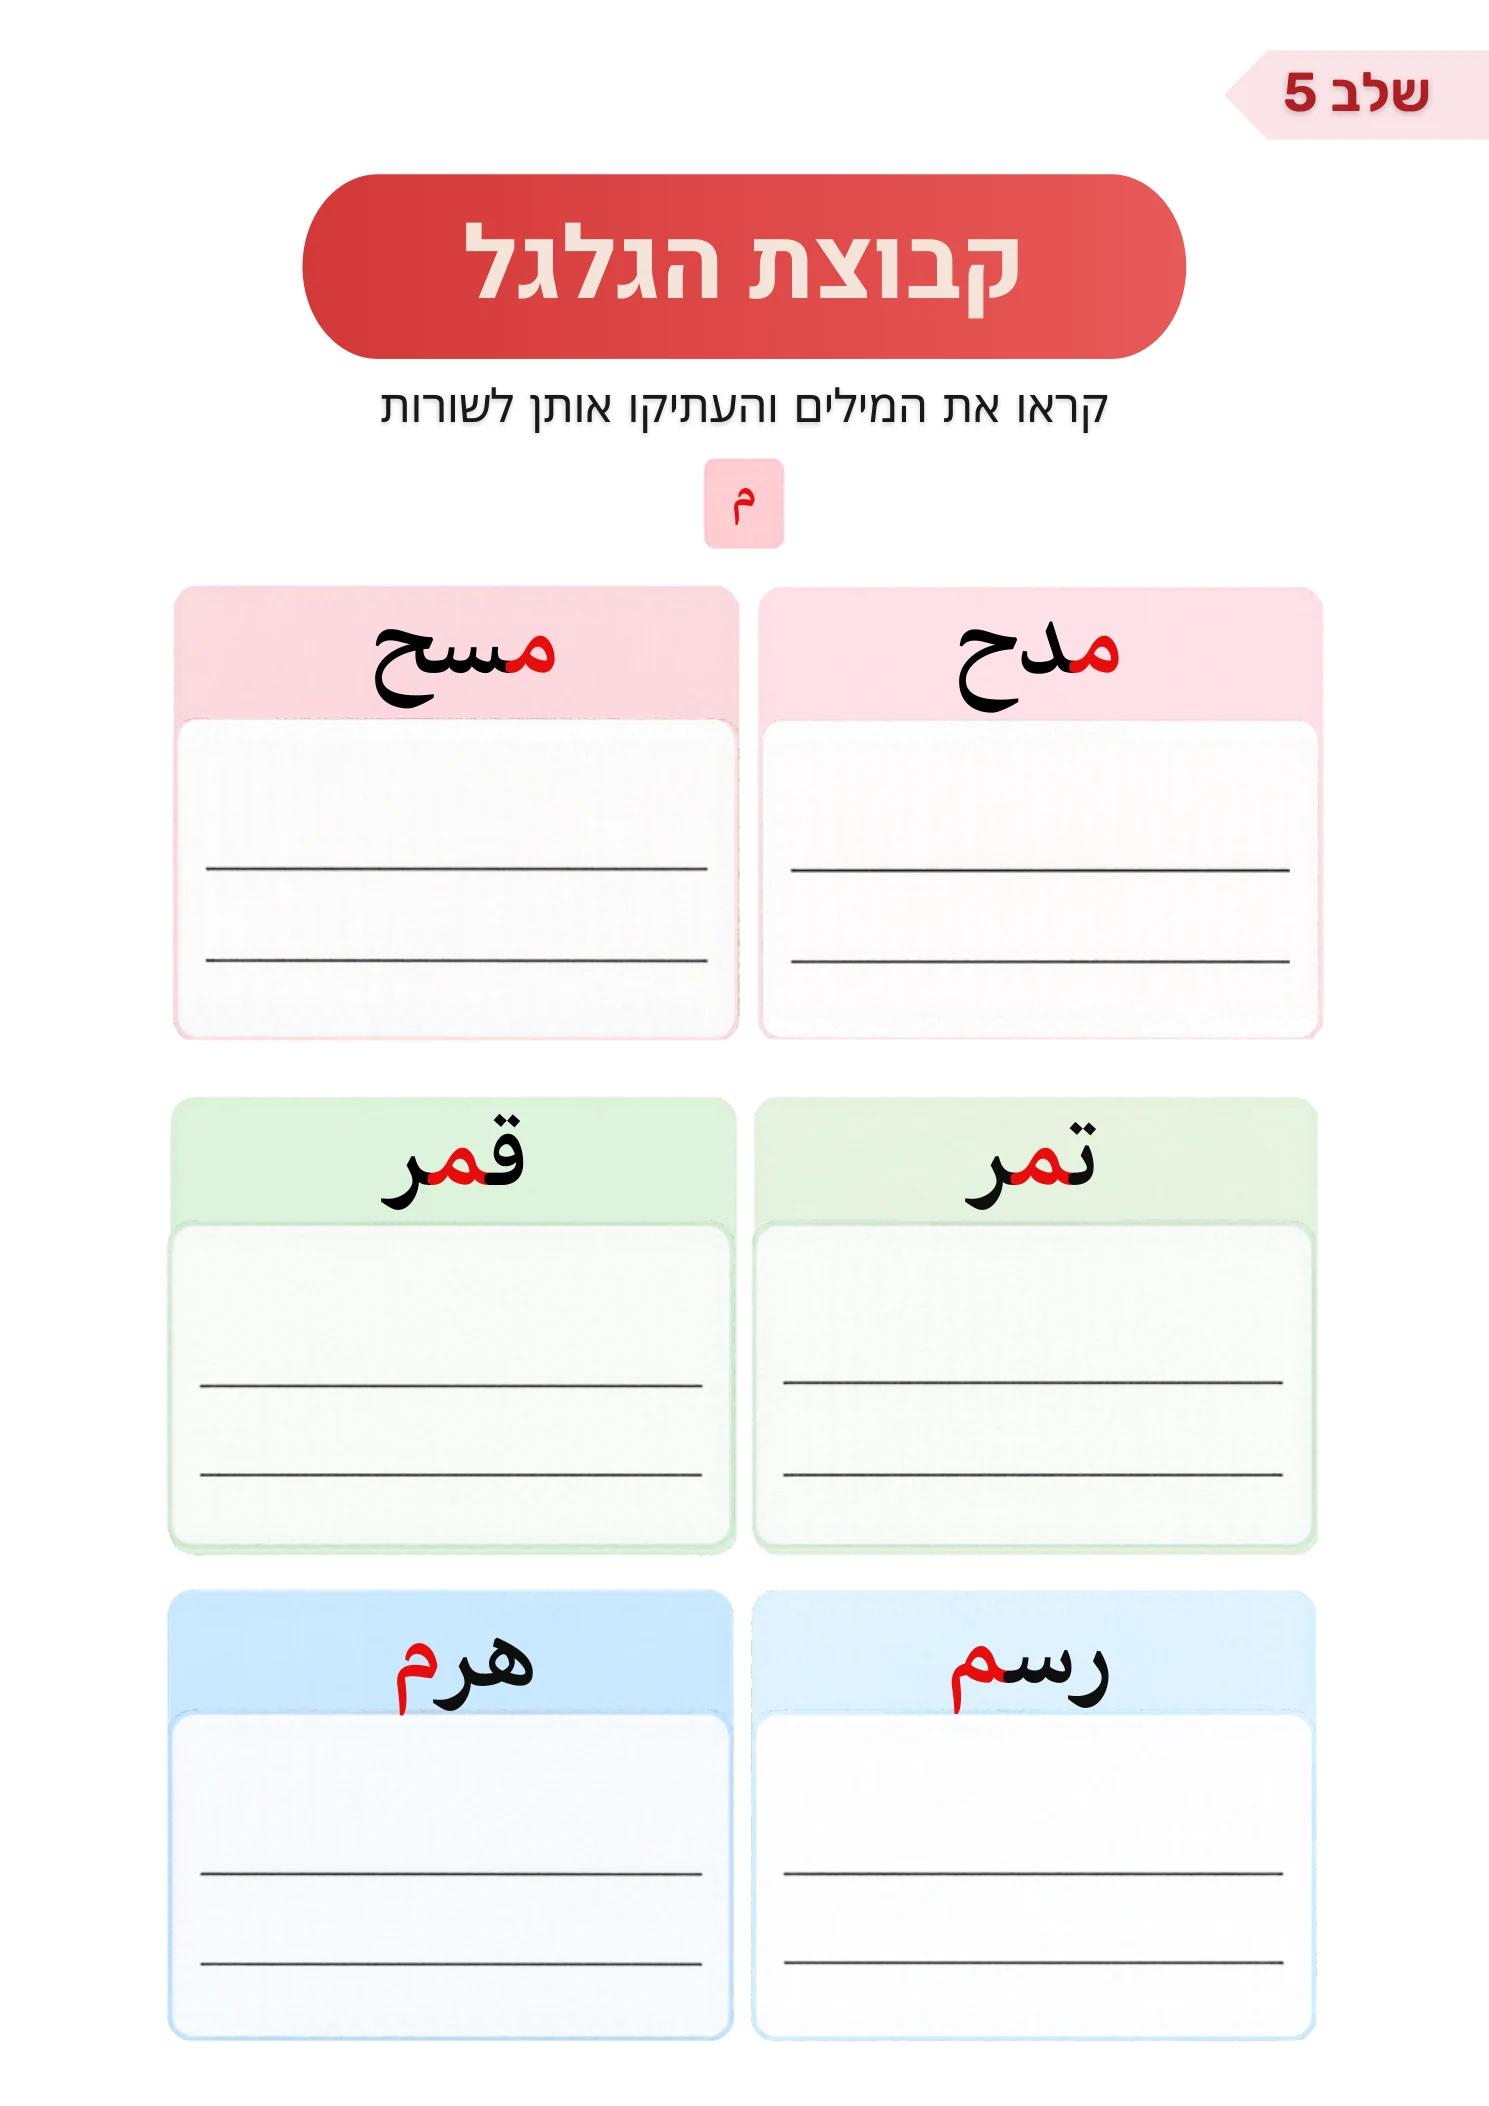 שלב 5
קבוצת הגלגל
קראו את המילים והעתיקו אותן לשורות
م
مدح
مسح
تمر
قمر
رسم
هرم